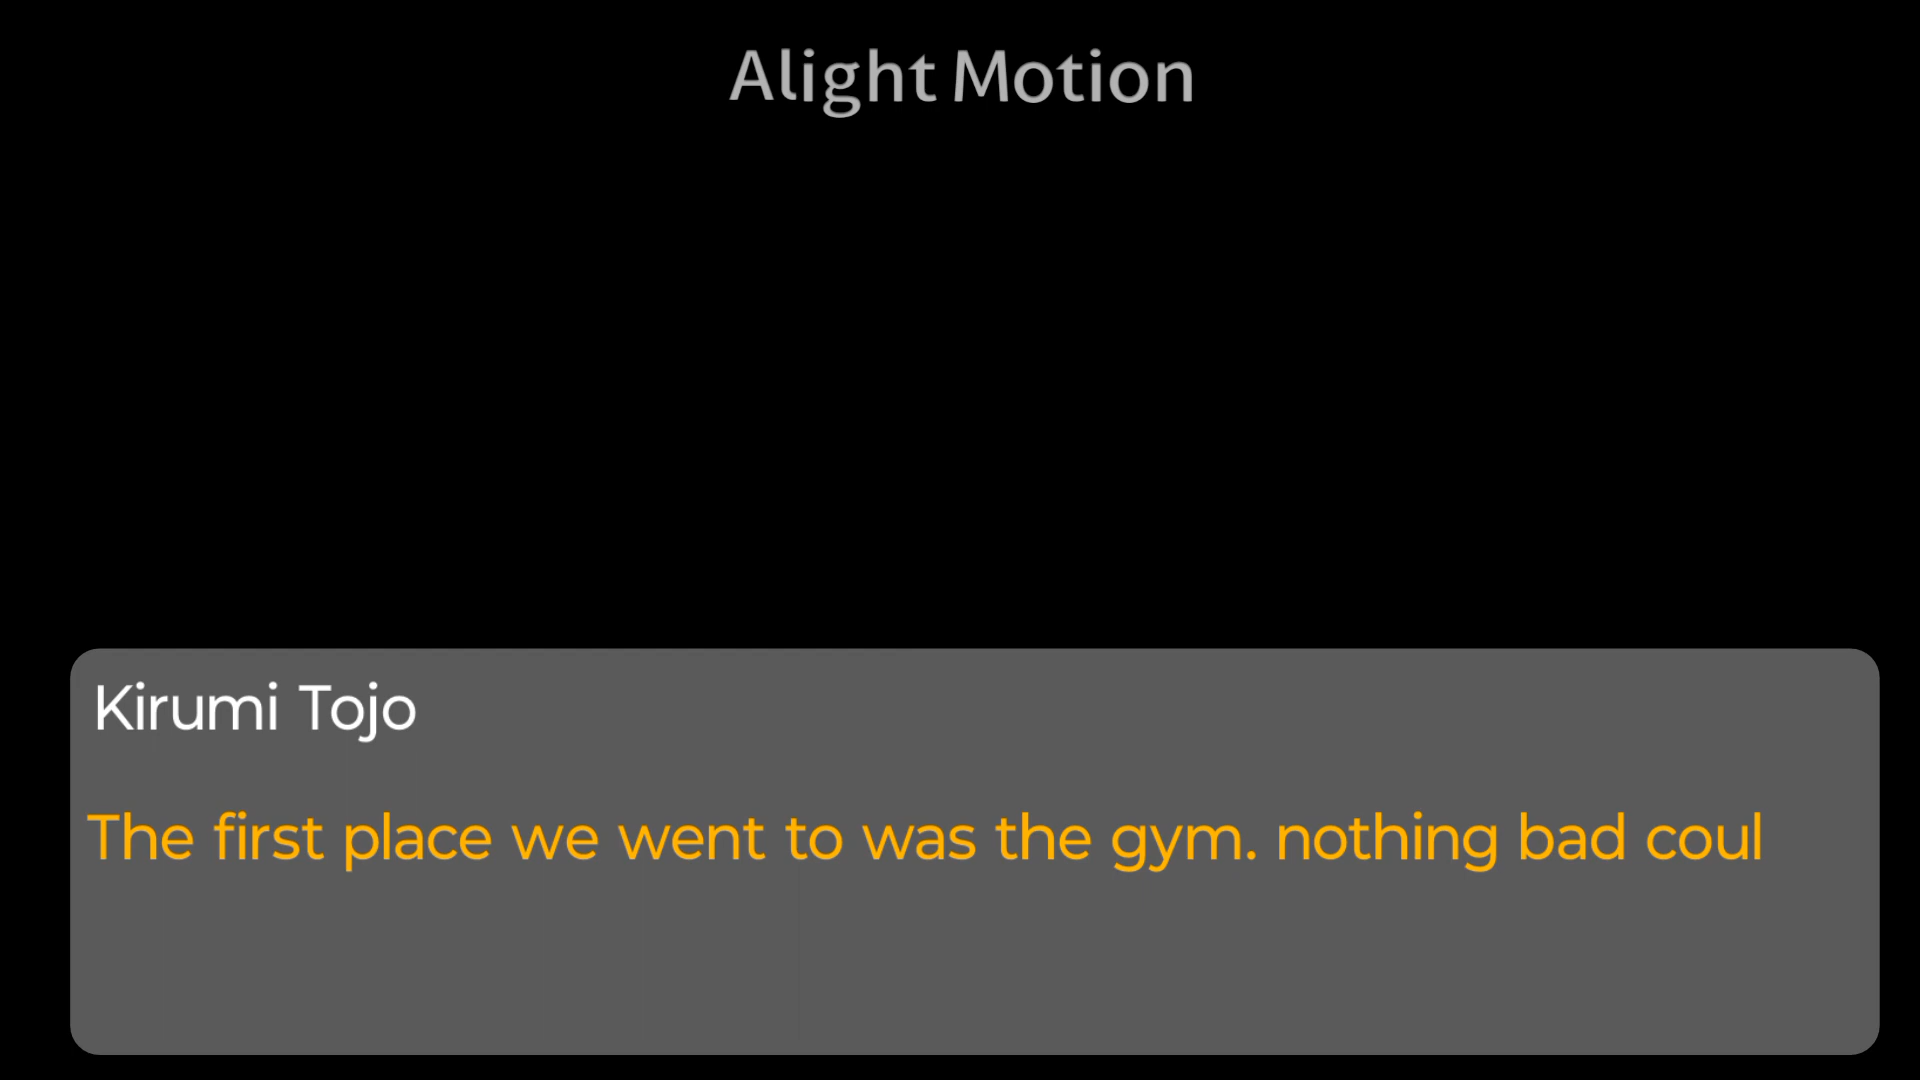 Alight Motion
Kirumi Tojo
The first place we went to was the gym. nothing bad coul